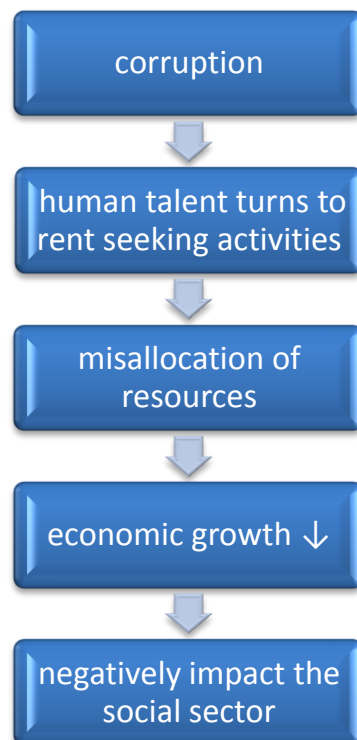 corruption
human talent turns to
rent seeking activities
misallocation of
resources
economic growth ↓
negatively impact the
social sector